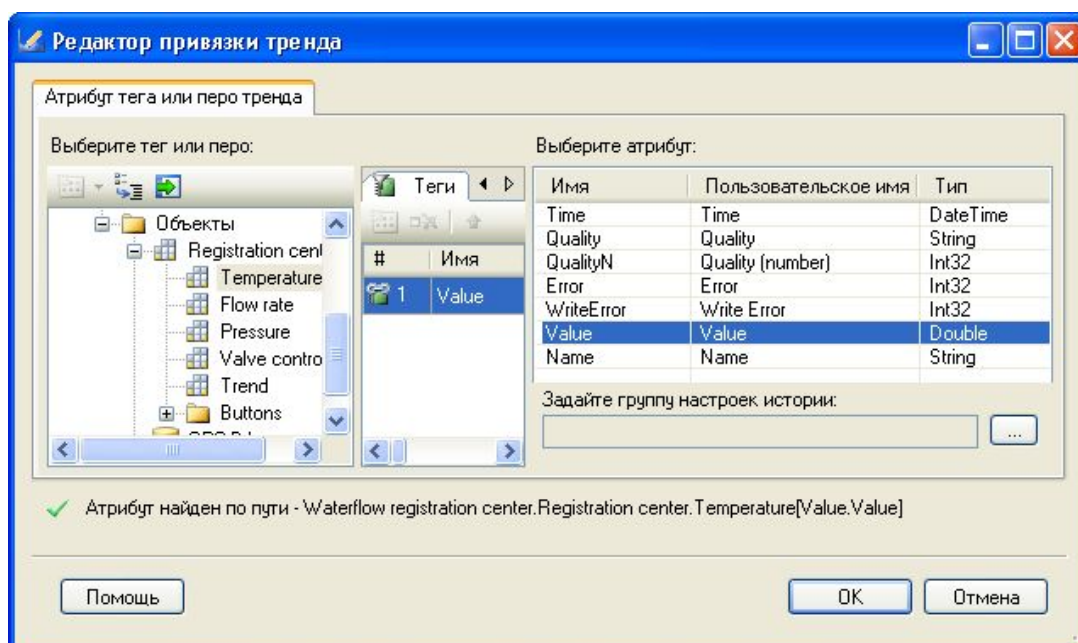 Редактор привязки тренда
Атрибут тега или перо тренда
Выберите тег или перо:
Выберите атрибут:
Теги
Объекты
Registration cent
Temperature
Flow rate
Pressure
Valve contro
Trend
Buttons
# Имя
1 Value
Имя Пользовательское имя Тип
Time Time DateTime
Quality Quality String
QualityN Quality (number) Int32
Error Error Int32
WriteError Write Error Int32
Value Value Double
Name Name String
Задайте группу настроек истории:
...
Атрибут найден по пути - Waterflow registration center.Registration center.Temperature[Value.Value]
Помощь
OK
Отмена